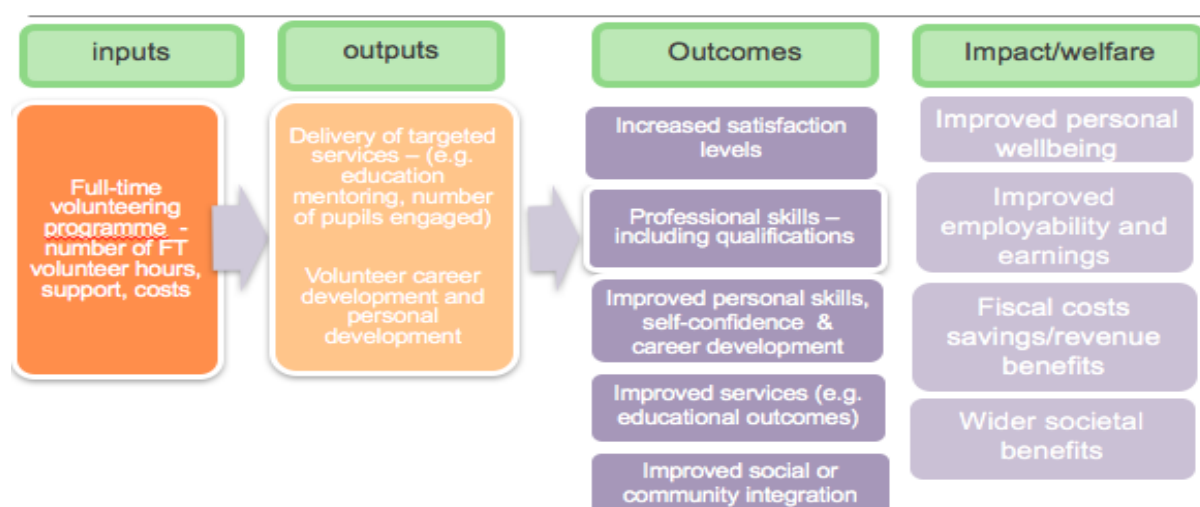 inputs
outputs
Outcomes
Impact/welfare
Full-time
volunteering
programme -
number of FT
volunteer hours,
support, costs
Delivery of targeted
services – (e.g.
education
mentoring, number
of pupils engaged)
Volunteer career
development and
personal
development
Increased satisfaction
levels
Professional skills –
including qualifications
Improved personal skills,
self-confidence &
career development
Improved services (e.g.
educational outcomes)
Improved social or
community integration
Improved personal
wellbeing
Improved
employability and
earnings
Fiscal costs
savings/revenue
benefits
Wider societal
benefits